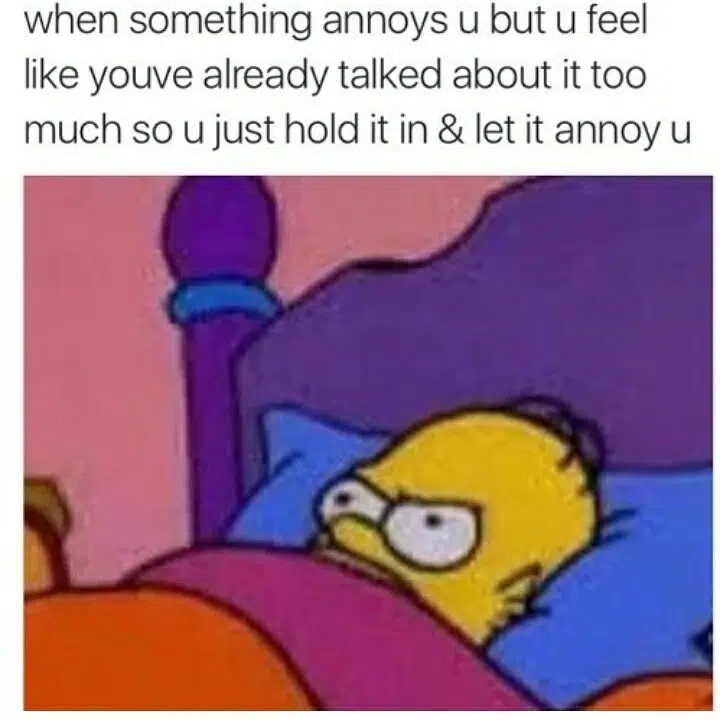 when something annoys u but u feel
like youve already talked about it too
much so u just hold it in & let it annoy u